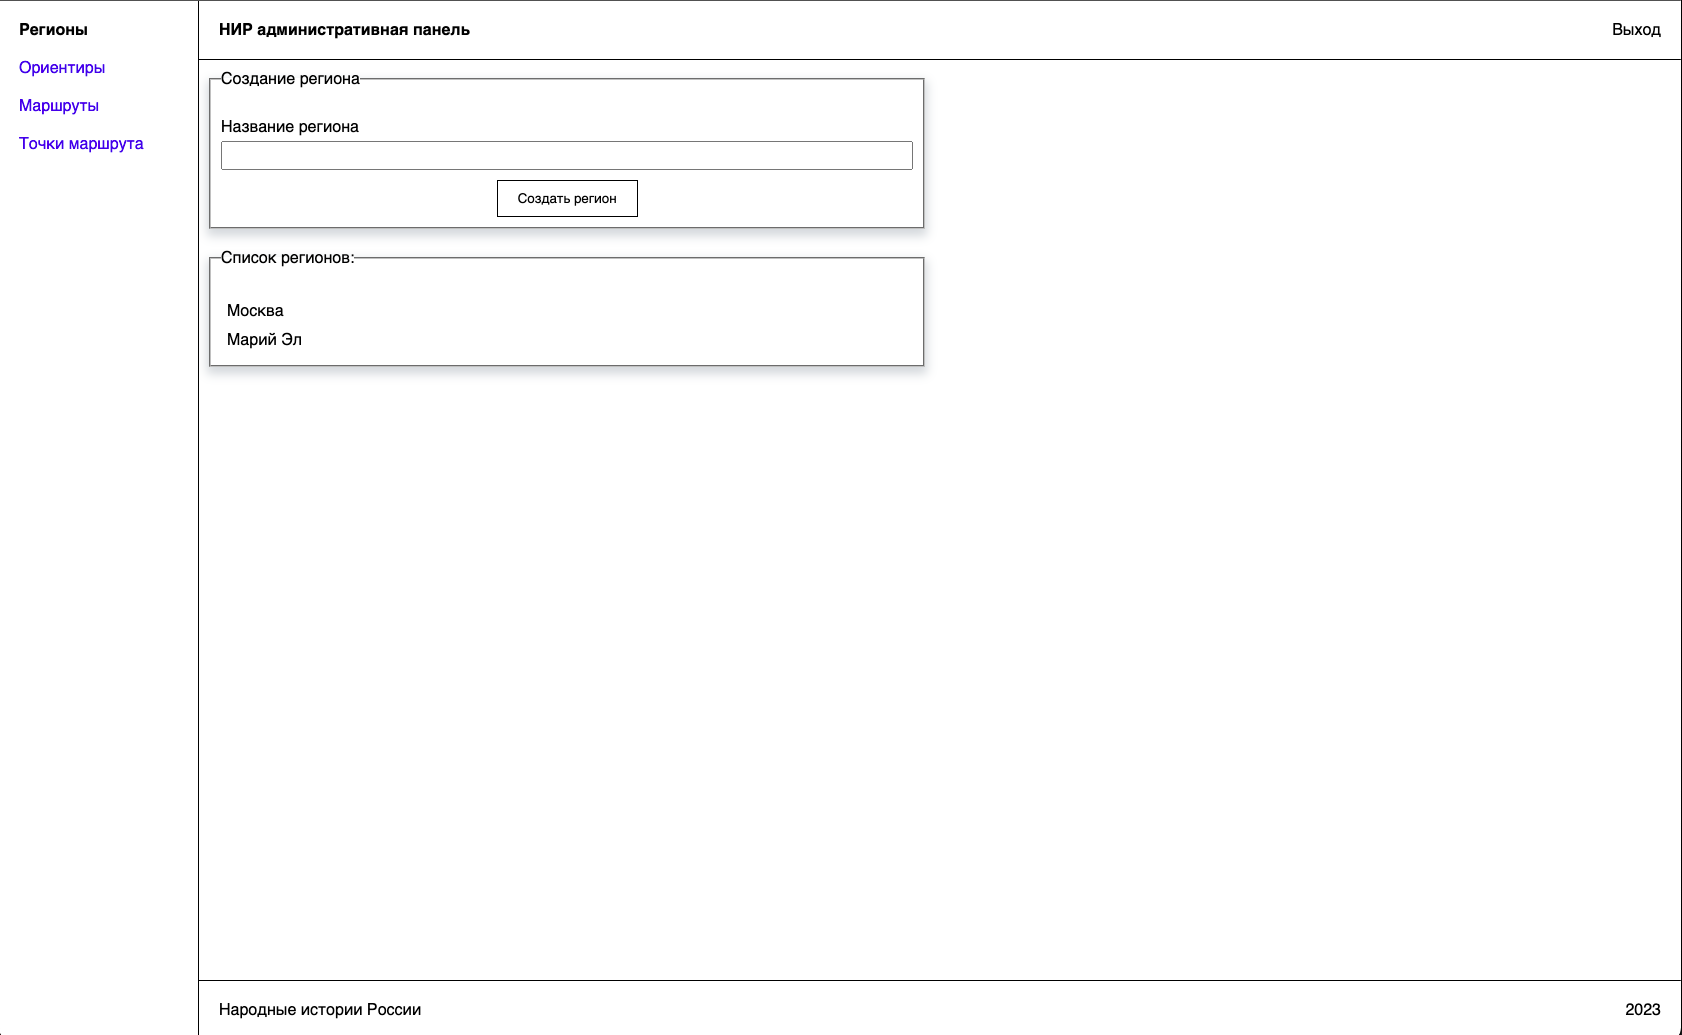 Регионы
Ориентиры
Маршруты
Точки маршрута
НИР административная панель
Выход
Создание региона
Название региона
Создать регион
Список регионов:
Москва
Марий Эл
Народные истории России
2023